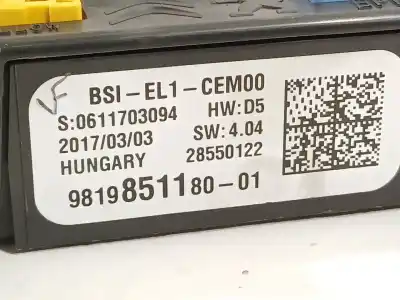 VF
BSI-EL1-CEM00
S:0611703094 HW:D5
2017/03/03 SW: 4.04
HUNGARY 28550122
9819851180-01